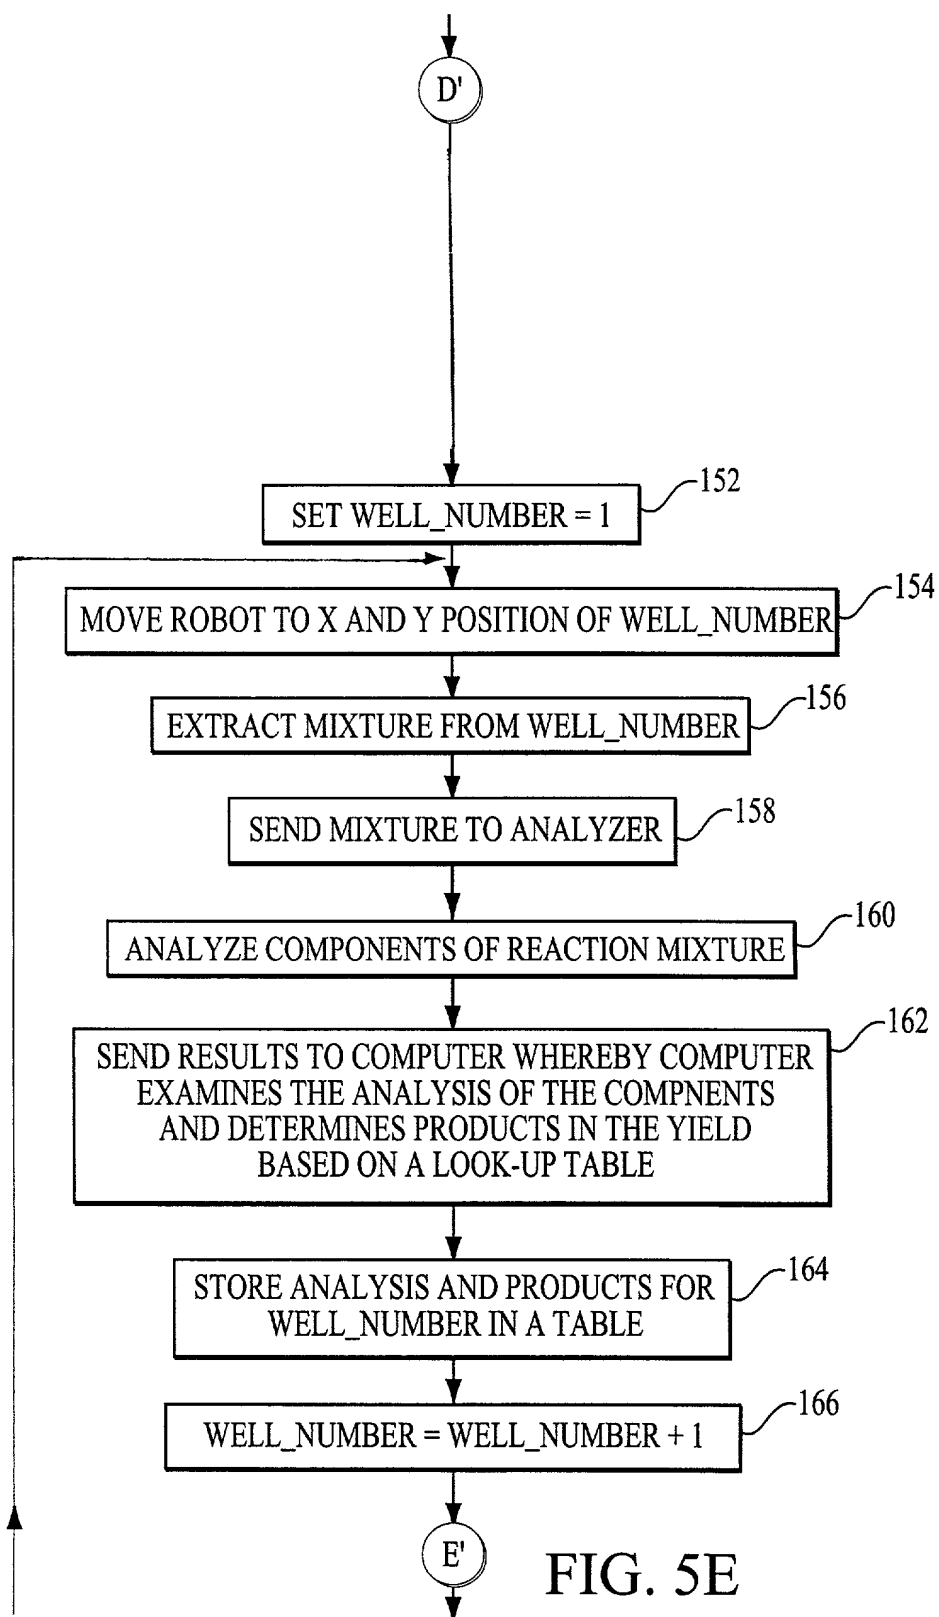 D'
152
SET WELL_NUMBER = 1
154
MOVE ROBOT TO X AND Y POSITION OF WELL_NUMBER
156
EXTRACT MIXTURE FROM WELL_NUMBER
158
SEND MIXTURE TO ANALYZER
160
ANALYZE COMPONENTS OF REACTION MIXTURE
162
SEND RESULTS TO COMPUTER WHEREBY COMPUTER
EXAMINES THE ANALYSIS OF THE COMPNENTS
AND DETERMINES PRODUCTS IN THE YIELD
BASED ON A LOOK-UP TABLE
164
STORE ANALYSIS AND PRODUCTS FOR
WELL_NUMBER IN A TABLE
166
WELL_NUMBER = WELL_NUMBER + 1
E'
FIG. 5E